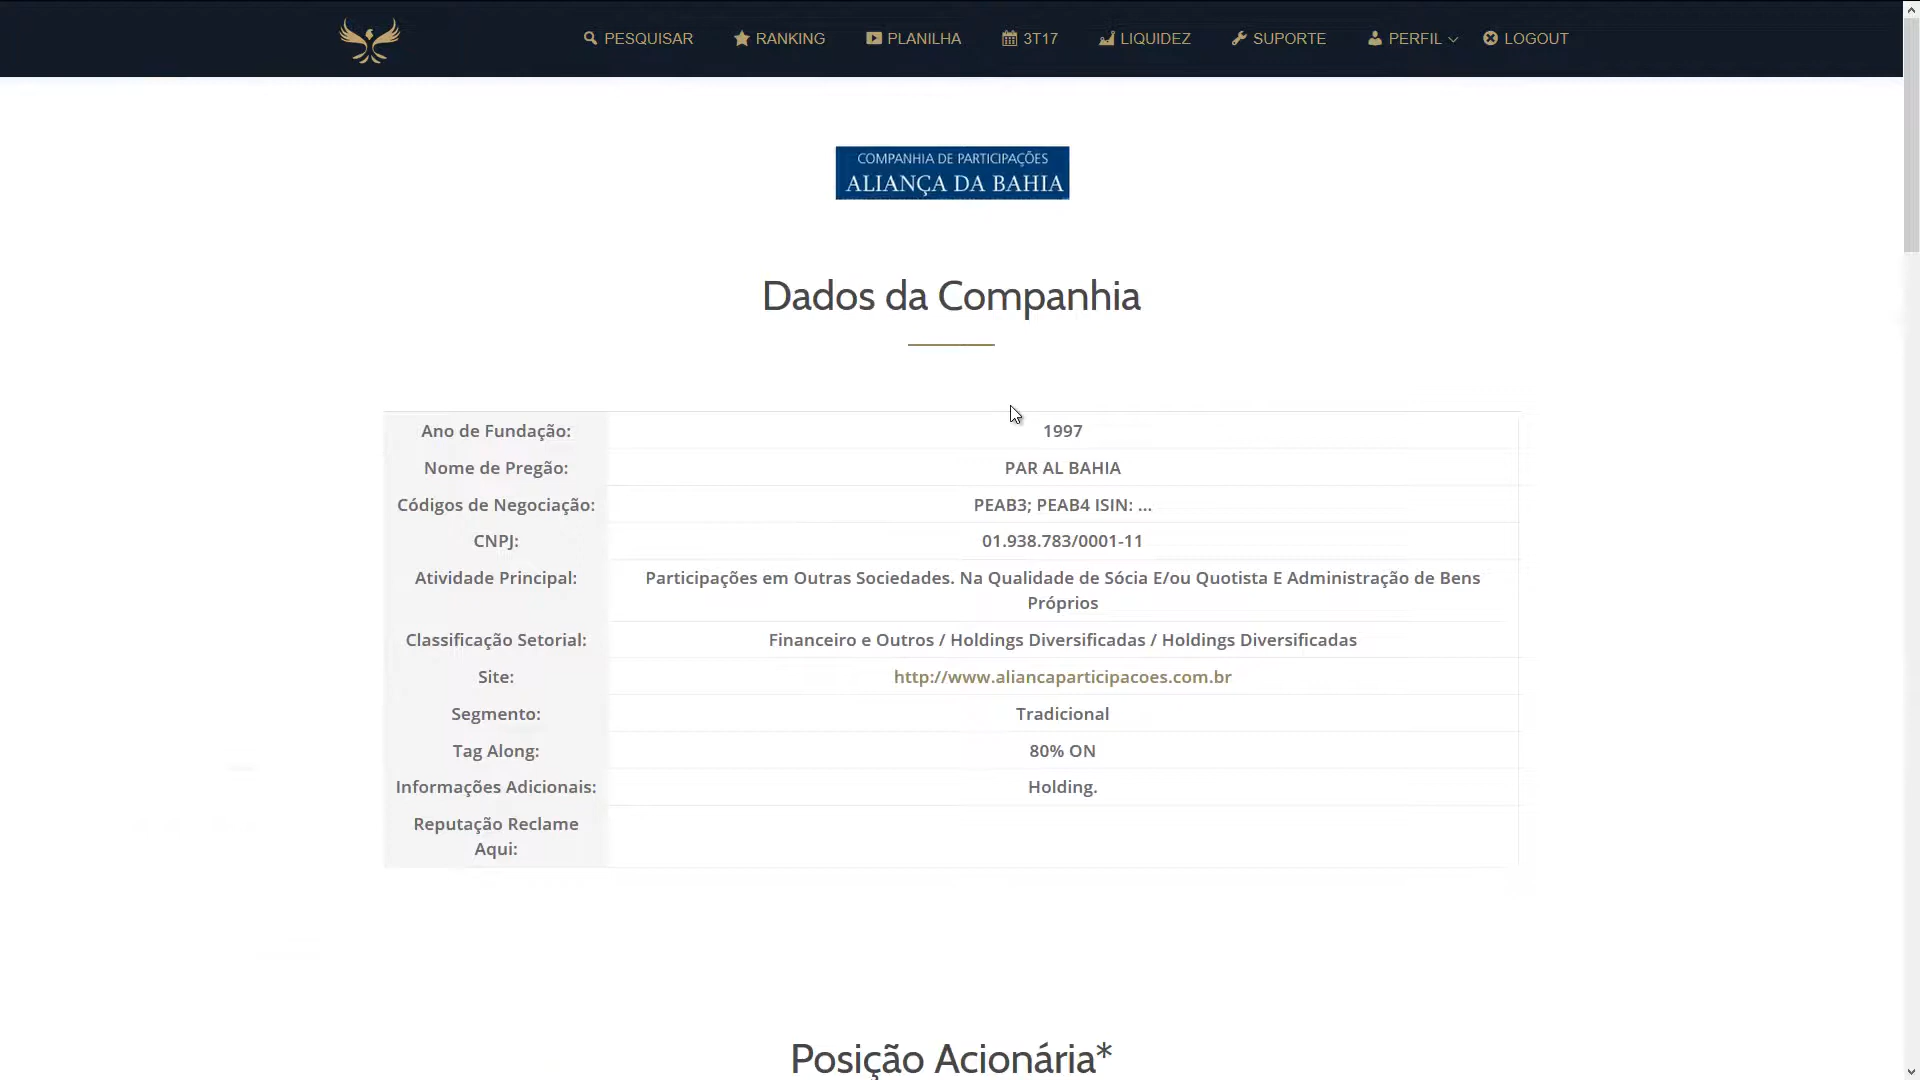 PESQUISAR RANKING PLANILHA 3T17 LIQUIDEZ SUPORTE PERFIL LOGOUT
COMPANHIA DE PARTICIPAÇÕES
ALIANÇA DA BAHIA
Dados da Companhia
Ano de Fundação: 1997
Nome de Pregão: PAR AL BAHIA
Códigos de Negociação: PEAB3; PEAB4 ISIN: ...
CNPJ: 01.938.783/0001-11
Atividade Principal: Participações em Outras Sociedades. Na Qualidade de Sócia E/ou Quotista E Administração de Bens
Próprios
Classificação Setorial: Financeiro e Outros / Holdings Diversificadas / Holdings Diversificadas
Site: http://www.aliancaparticipacoes.com.br
Segmento: Tradicional
Tag Along: 80% ON
Informações Adicionais: Holding.
Reputação Reclame
Aqui:
Posição Acionária*